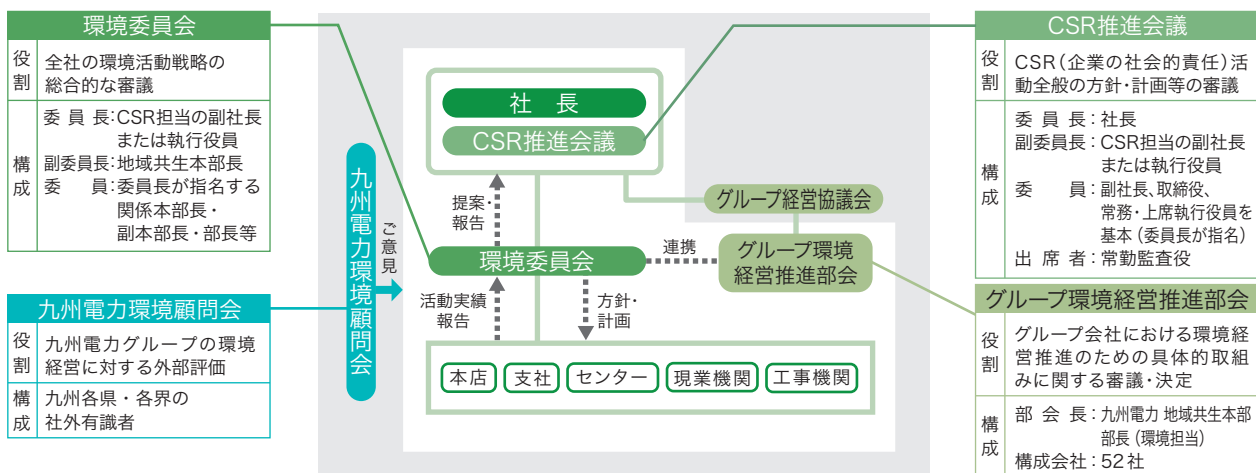 環境委員会
役割
全社の環境活動戦略の
総合的な審議
構成
委員長：CSR担当の副社長
または執行役員
副委員長：地域共生本部長
委員：委員長が指名する
関係本部長・
副本部長・部長等
九州電力環境顧問会
役割
九州電力グループの環境
経営に対する外部評価
構成
九州各県・各界の
社外有識者
九州電力環境顧問会
ご意見
社長
CSR推進会議
提案・
報告
グループ経営協議会
環境委員会
連携
グループ環境
経営推進部会
活動実績
報告
方針・
計画
本店
支社
センター
現業機関
工事機関
CSR推進会議
役割
CSR（企業の社会的責任）活
動全般の方針・計画等の審議
構成
委員長：社長
副委員長：CSR担当の副社長
または執行役員
委員：副社長、取締役、
常務・上席執行役員を
基本（委員長が指名）
出席者：常勤監査役
グループ環境経営推進部会
役割
グループ会社における環境経
営推進のための具体的取組
みに関する審議・決定
構成
部会長：九州電力 地域共生本部
部長（環境担当）
構成会社：52社